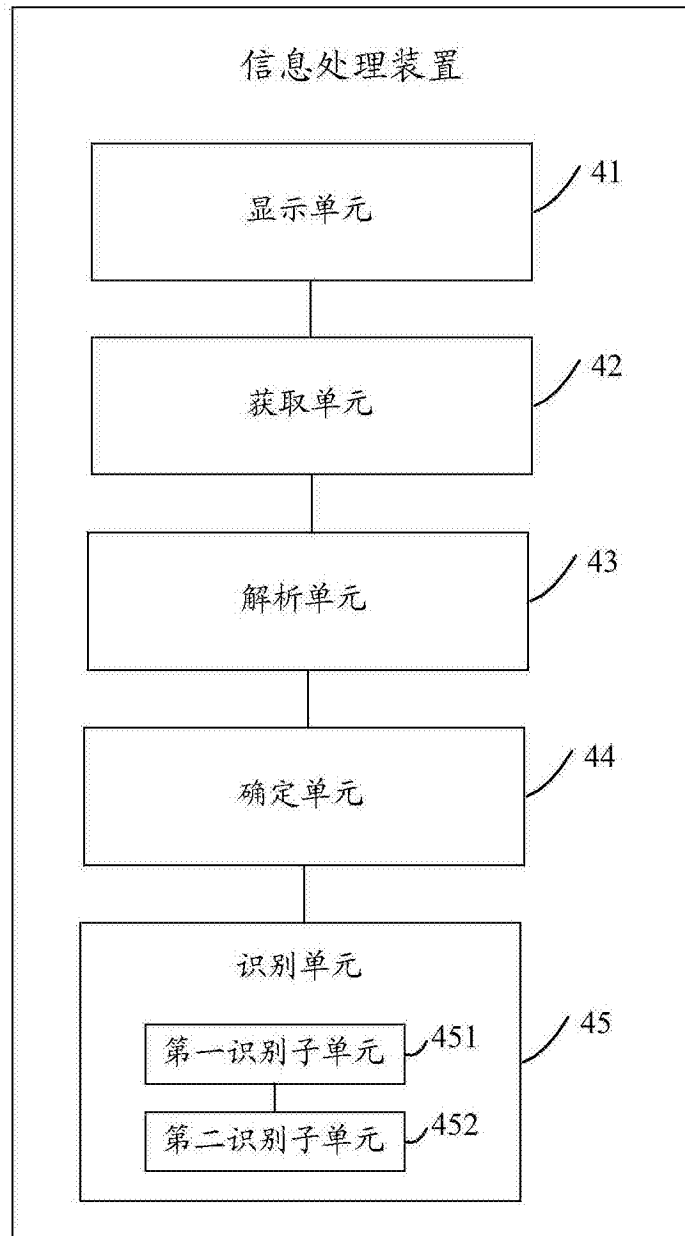 信息处理装置
显示单元
41
获取单元
42
解析单元
43
确定单元
44
识别单元
45
第一识别子单元
451
第二识别子单元
452